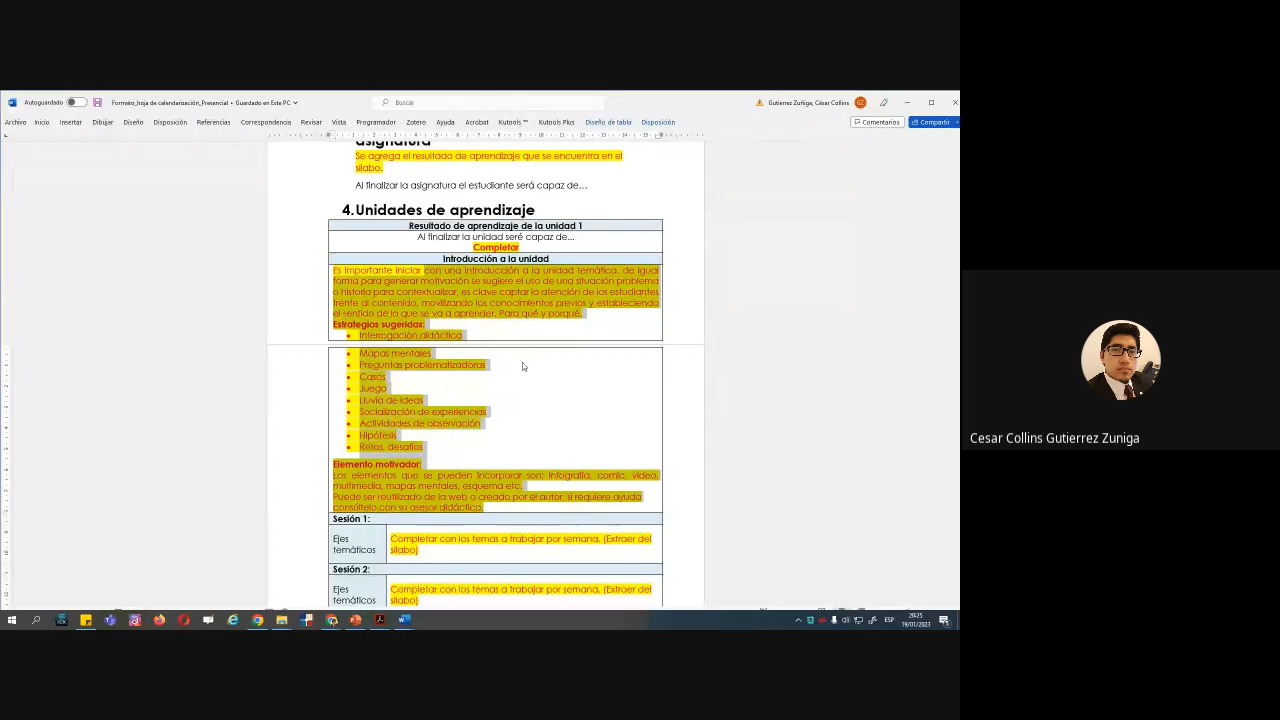 Autoguardado
Formato_hoja de calendarización_Presencial • Guardado en Este PC
Buscar
Gutierrez Zuñiga, César Collins
GZ
Archivo Inicio Insertar Dibujar Diseño Disposición Referencias Correspondencia Revisar Vista Programador Zotero Ayuda Acrobat Kutools ™ Kutools Plus Diseño de tabla Disposición
Comentarios
Compartir
asignatura
Se agrega el resultado de aprendizaje que se encuentra en el
sílabo.
Al finalizar la asignatura el estudiante será capaz de…
4. Unidades de aprendizaje
Resultado de aprendizaje de la unidad 1
Al finalizar la unidad seré capaz de...
Completar
Introducción a la unidad
Es importante iniciar con una introducción a la unidad temática, de igual
forma para generar motivación se sugiere el uso de una situación problema
o historia para contextualizar, es clave captar la atención de los estudiantes
frente al contenido, movilizando los conocimientos previos y estableciendo
el sentido de lo que se va a aprender. Para qué y porqué.
Estrategias sugeridas:
• Interrogación didáctica
• Mapas mentales
• Preguntas problematizadoras
• Casos
• Juego
• Lluvia de ideas
• Socialización de experiencias
• Actividades de observación
• Hipótesis
• Retos, desafíos
Elemento motivador:
Los elementos que se pueden incorporar son: infografía, comic, video,
multimedia, mapas mentales, esquema etc.
Puede ser reutilizado de la web o creado por el autor, si requiere ayuda
consúltelo con su asesor didáctico.
Sesión 1:
Ejes
temáticos
Completar con los temas a trabajar por semana. (Extraer del
sílabo)
Sesión 2:
Ejes
temáticos
Completar con los temas a trabajar por semana. (Extraer del
sílabo)
ESP
20:25
19/01/2023
Cesar Collins Gutierrez Zuniga